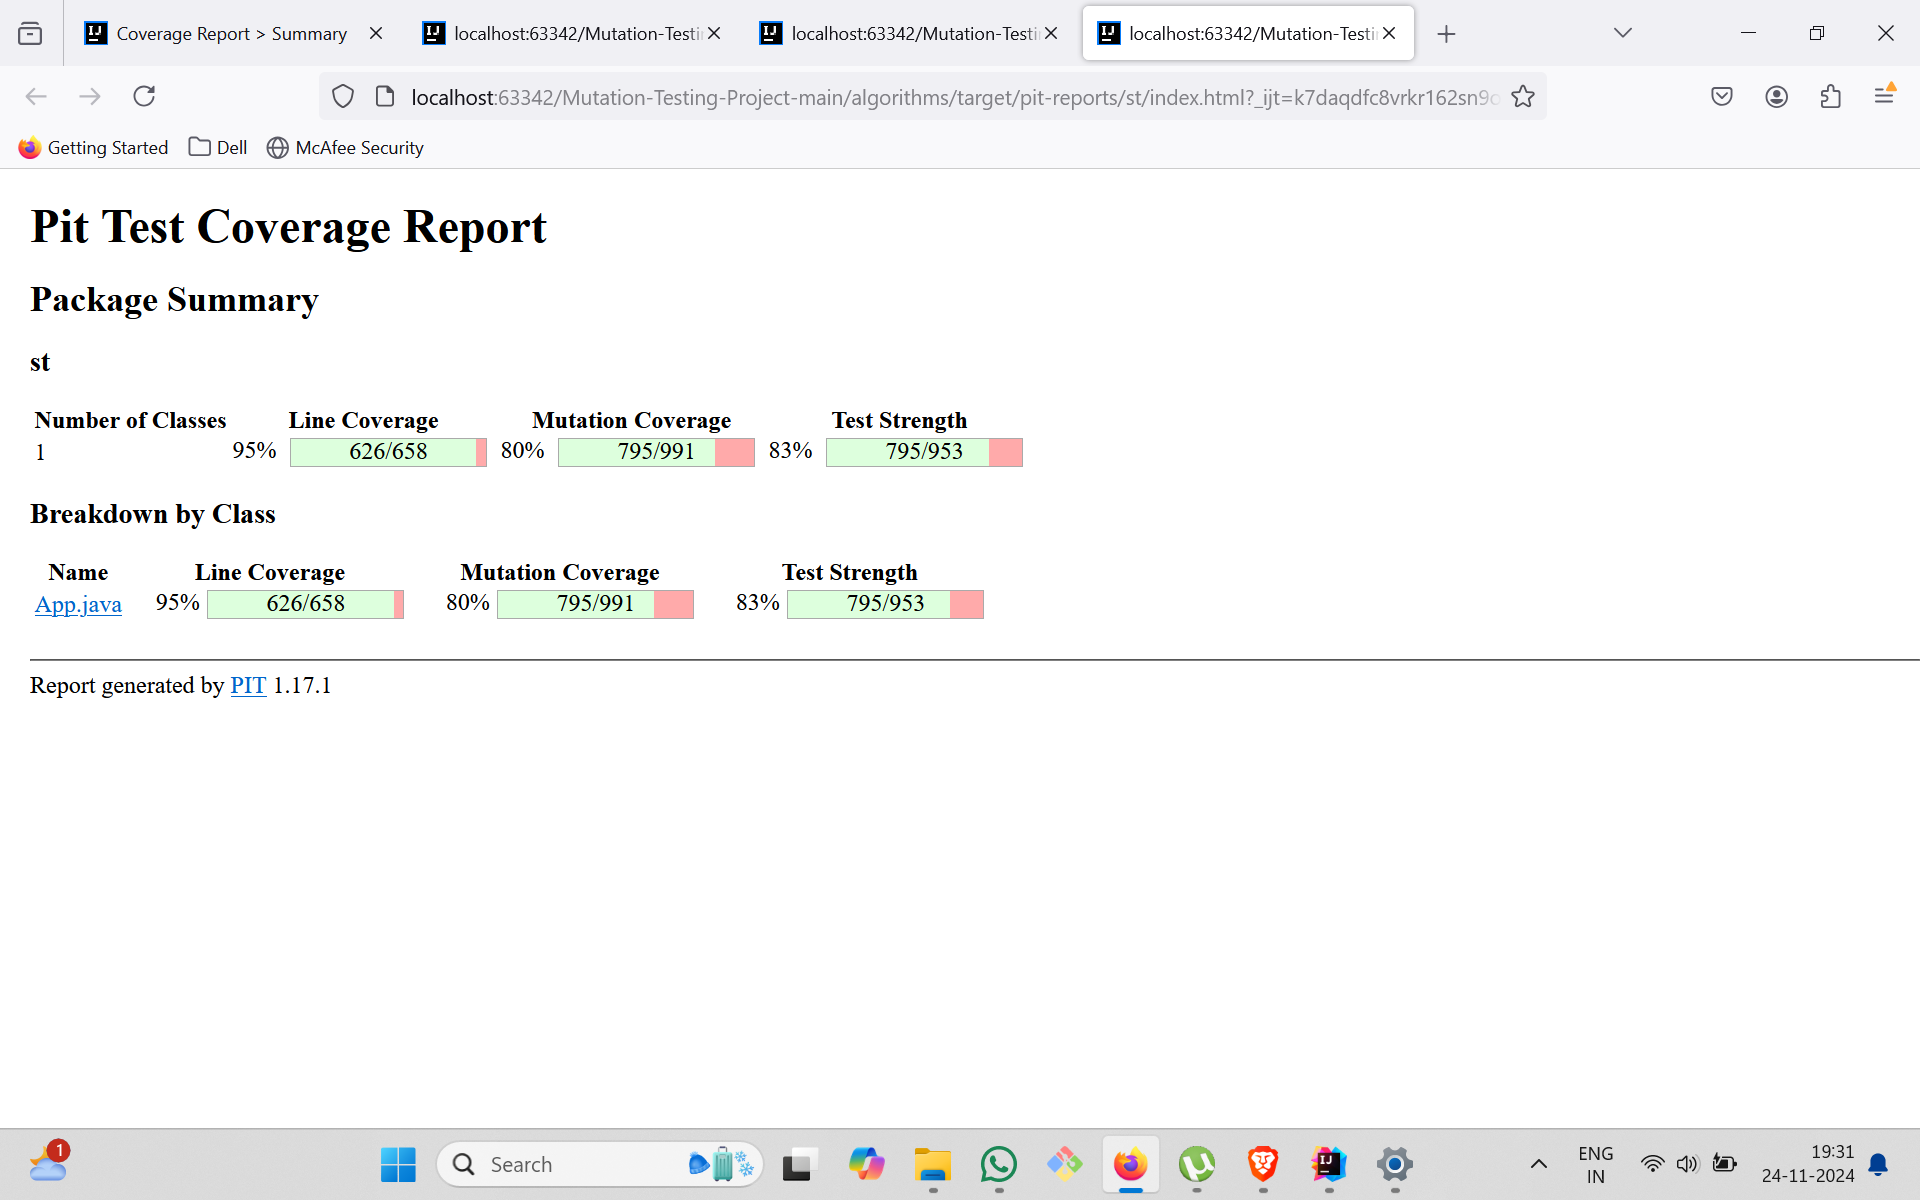 Coverage Report > Summary
localhost:63342/Mutation-Testi
localhost:63342/Mutation-Testi
localhost:63342/Mutation-Testi
localhost:63342/Mutation-Testing-Project-main/algorithms/target/pit-reports/st/index.html?_ijt=k7daqdfc8vrkr162sn9o
Getting Started
Dell
McAfee Security
Pit Test Coverage Report
Package Summary
st
Number of Classes Line Coverage Mutation Coverage Test Strength
1 95% 626/658 80% 795/991 83% 795/953
Breakdown by Class
Name Line Coverage Mutation Coverage Test Strength
App.java 95% 626/658 80% 795/991 83% 795/953
Report generated by PIT 1.17.1
1
Search
ENG
IN
19:31
24-11-2024